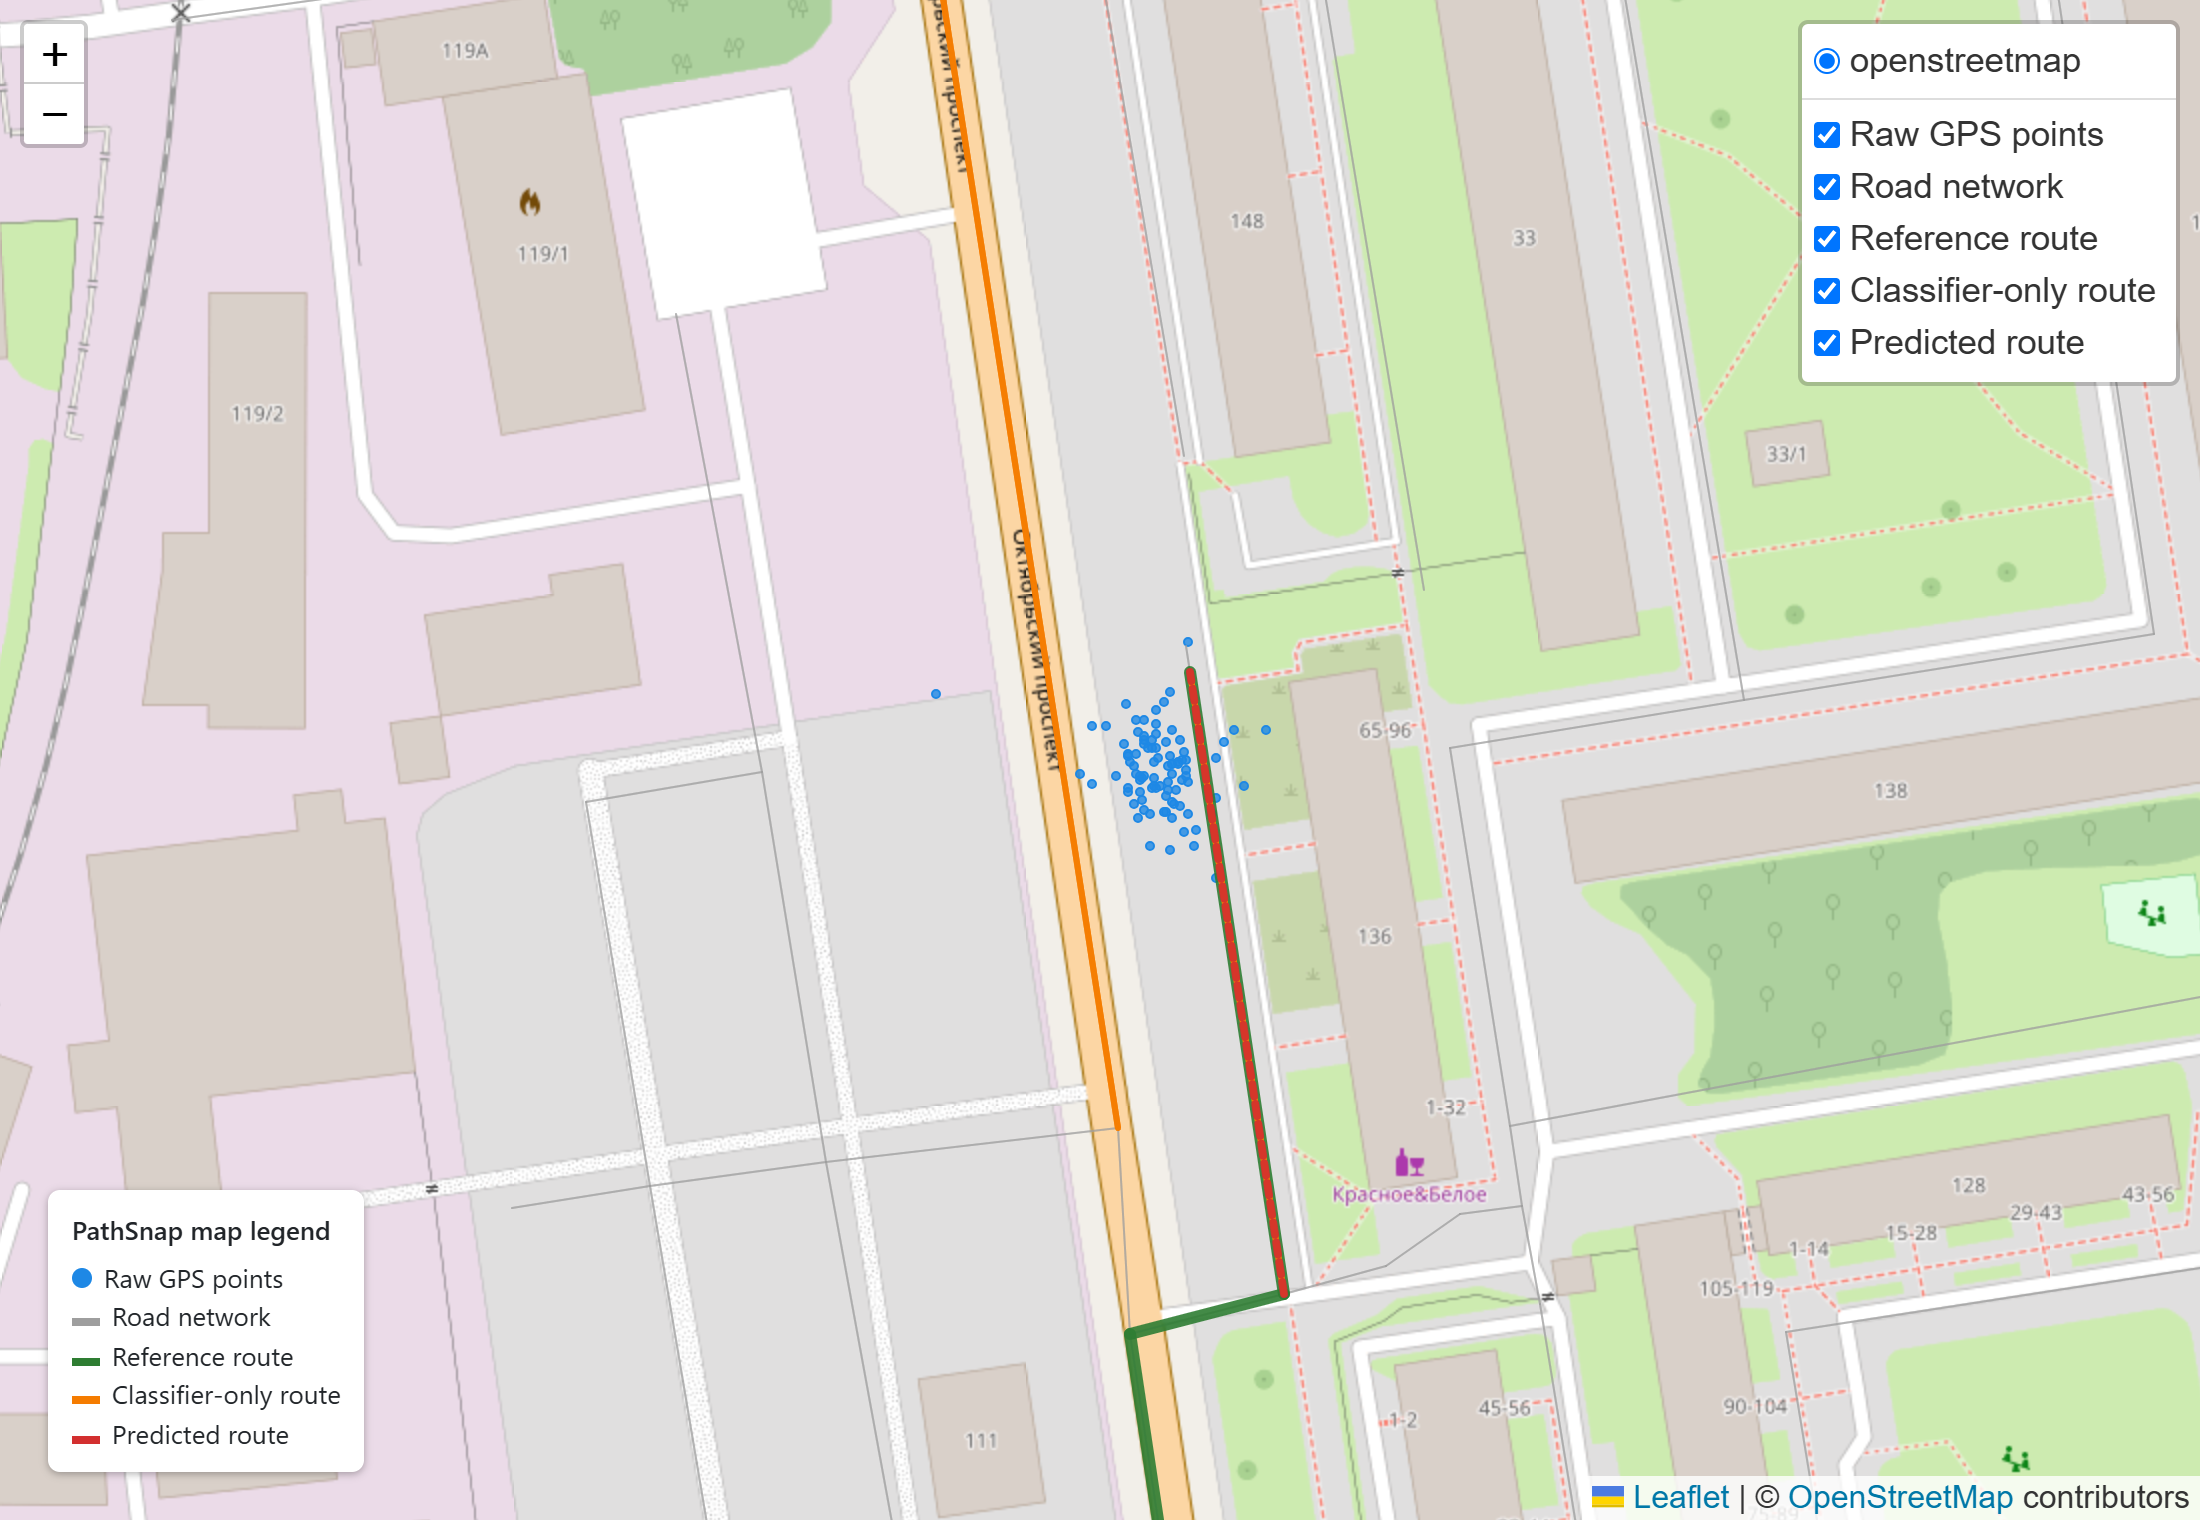 +
−
119А
119/1
119/2
рьский проспект
Октябрьский проспект
148
33
33/1
65-96
138
136
1-32
Красное&Белое
128
43-56
29-43
15-28
1-14
105-119
90-104
45-56
1-2
111
openstreetmap
Raw GPS points
Road network
Reference route
Classifier-only route
Predicted route
PathSnap map legend
Raw GPS points
Road network
Reference route
Classifier-only route
Predicted route
Leaflet | © OpenStreetMap contributors